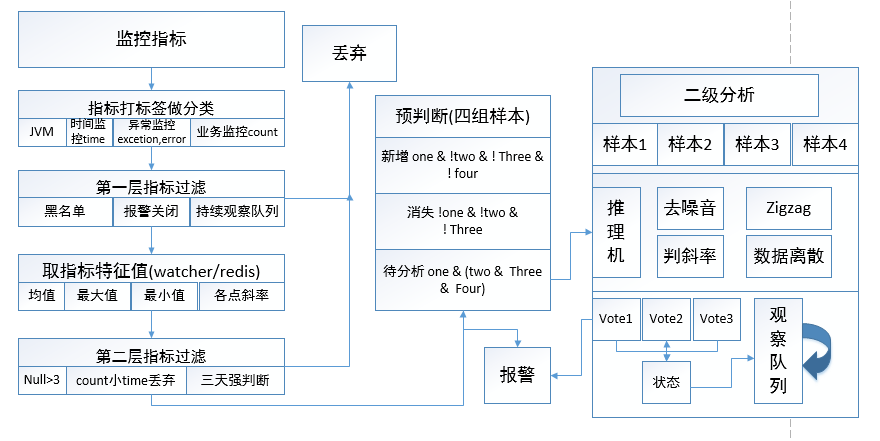 监控指标
丢弃
指标打标签做分类
JVM
时间监
控time
异常监控
excetion,error
业务监控count
第一层指标过滤
黑名单
报警关闭
持续观察队列
取指标特征值(watcher/redis)
均值
最大值
最小值
各点斜率
第二层指标过滤
Null>3
count小time丢弃
三天强判断
预判断(四组样本)
新增 one & !two & ! Three &
! four
消失 !one & !two &
! Three
待分析 one & (two & Three
& Four)
报警
二级分析
样本1
样本2
样本3
样本4
推
理
机
去噪音
Zigzag
判斜率
数据离散
Vote1
Vote2
Vote3
状态
观
察
队
列